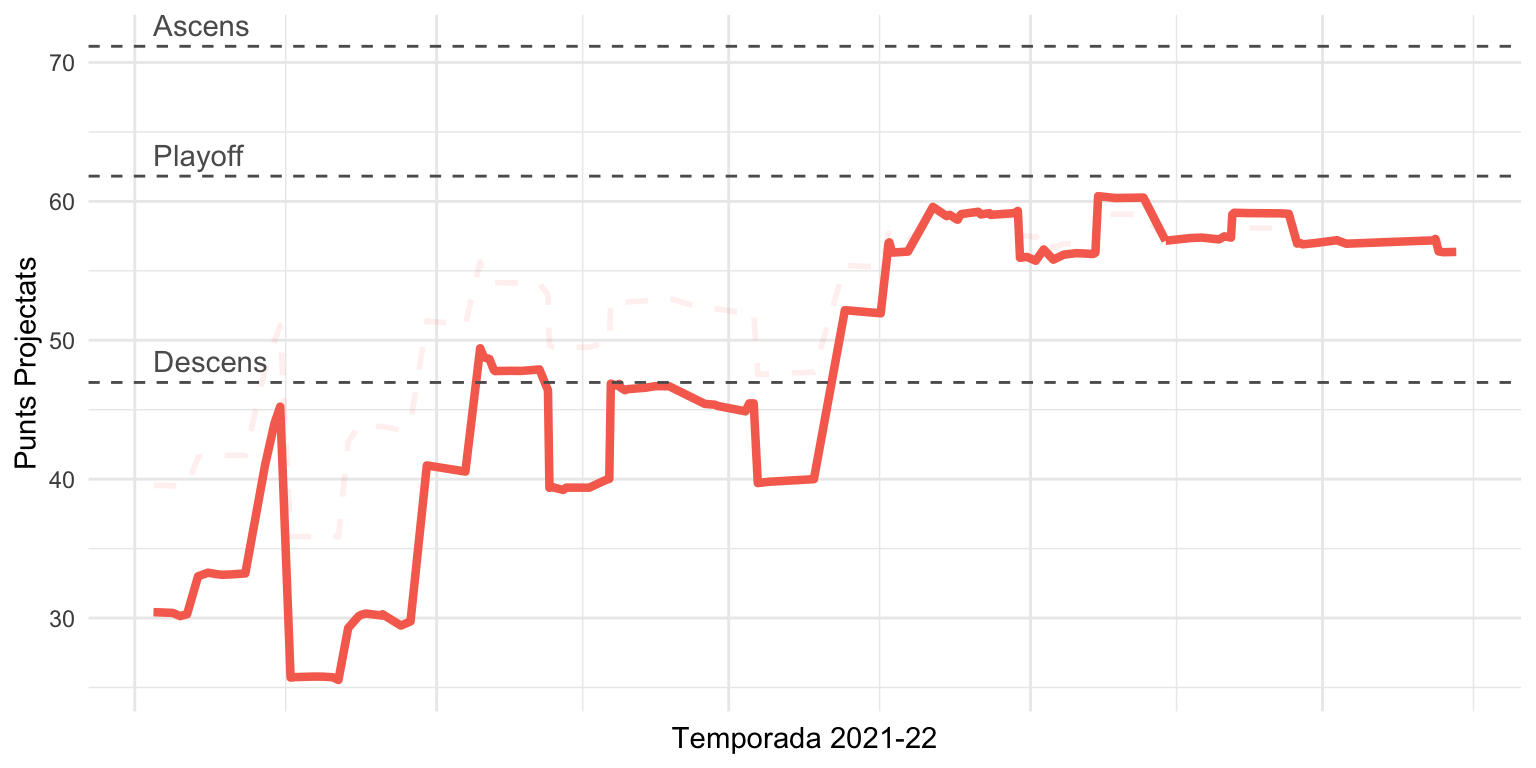 Ascens
70
Playoff
60
50
Descens
40
30
Punts Projectats
Temporada 2021-22